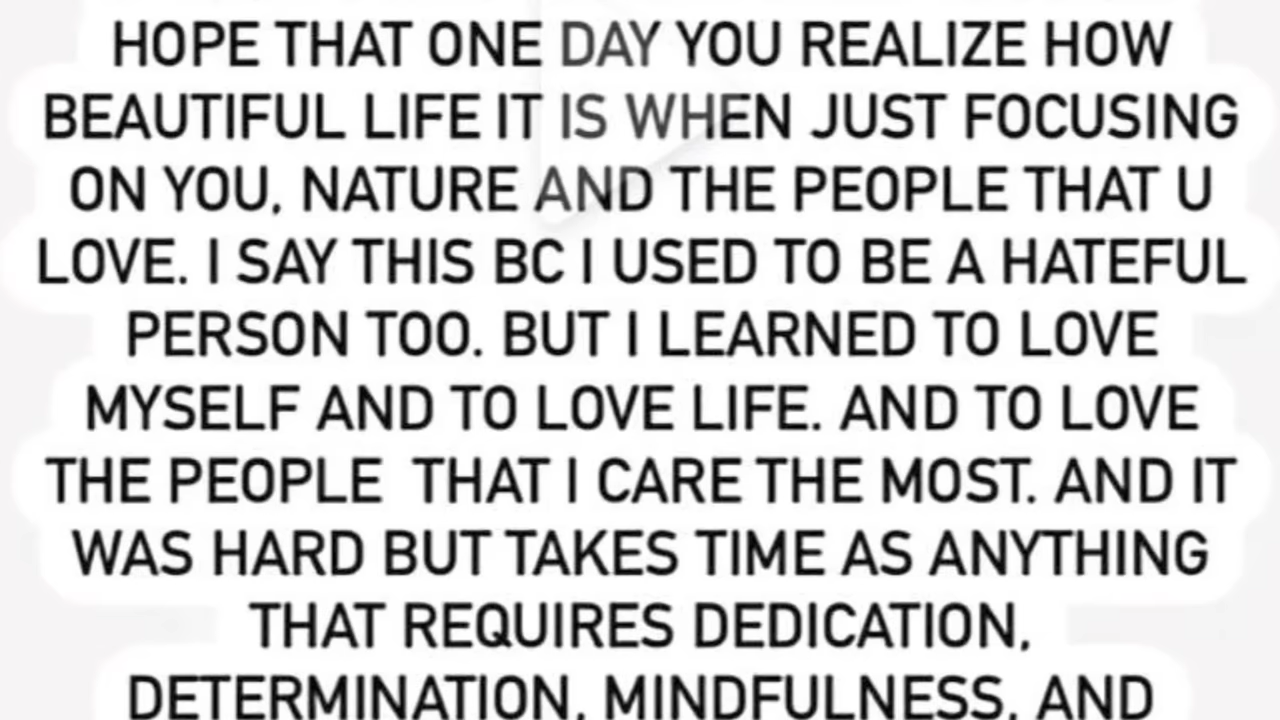 HOPE THAT ONE DAY YOU REALIZE HOW
BEAUTIFUL LIFE IT IS WHEN JUST FOCUSING
ON YOU, NATURE AND THE PEOPLE THAT U
LOVE. I SAY THIS BC I USED TO BE A HATEFUL
PERSON TOO. BUT I LEARNED TO LOVE
MYSELF AND TO LOVE LIFE. AND TO LOVE
THE PEOPLE  THAT I CARE THE MOST. AND IT
WAS HARD BUT TAKES TIME AS ANYTHING
THAT REQUIRES DEDICATION,
DETERMINATION, MINDFULNESS, AND